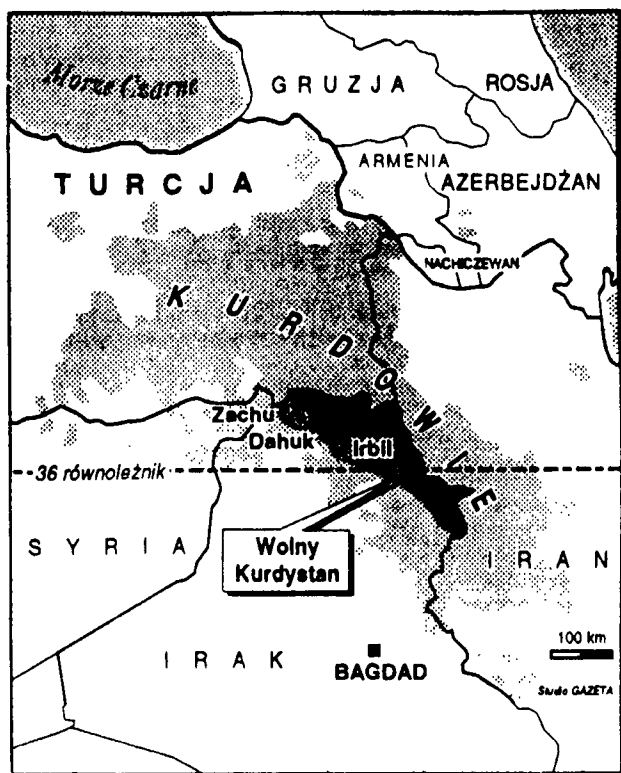 Morze Czarne
GRUZJA
ROSJA
ARMENIA
TURCJA
AZERBEJDŻAN
NACHICZEWAN
KURDOWIE
Zachu
Dahuk
Irbil
36 równoleżnik
SYRIA
Wolny
Kurdystan
IRAN
100 km
IRAK
BAGDAD
Studio GAZETA